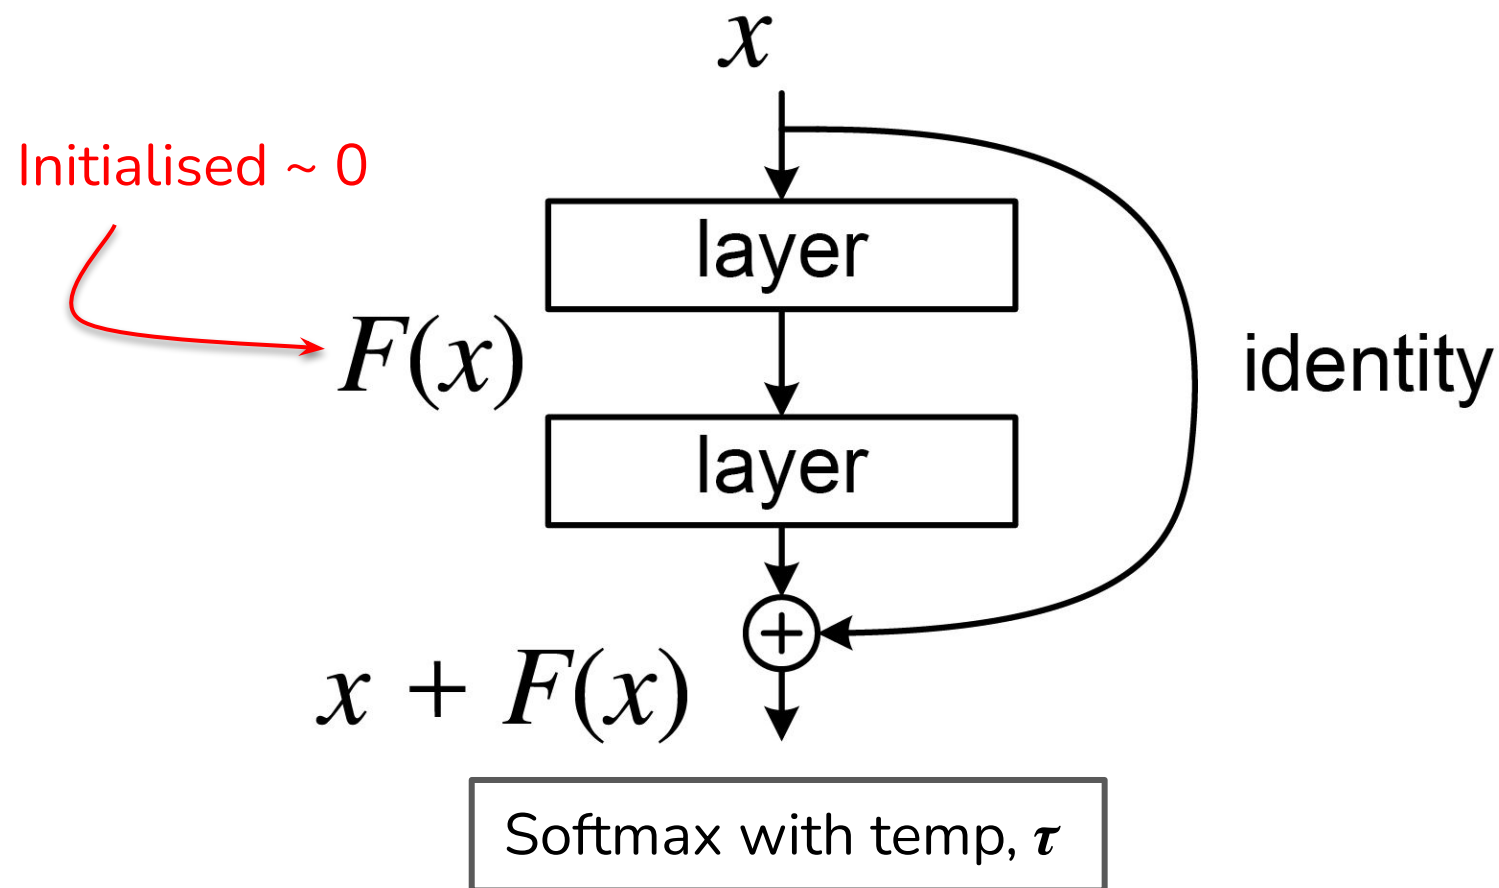 x
Initialised ~ 0
layer
F(x)
identity
layer
+
x + F(x)
Softmax with temp, τ